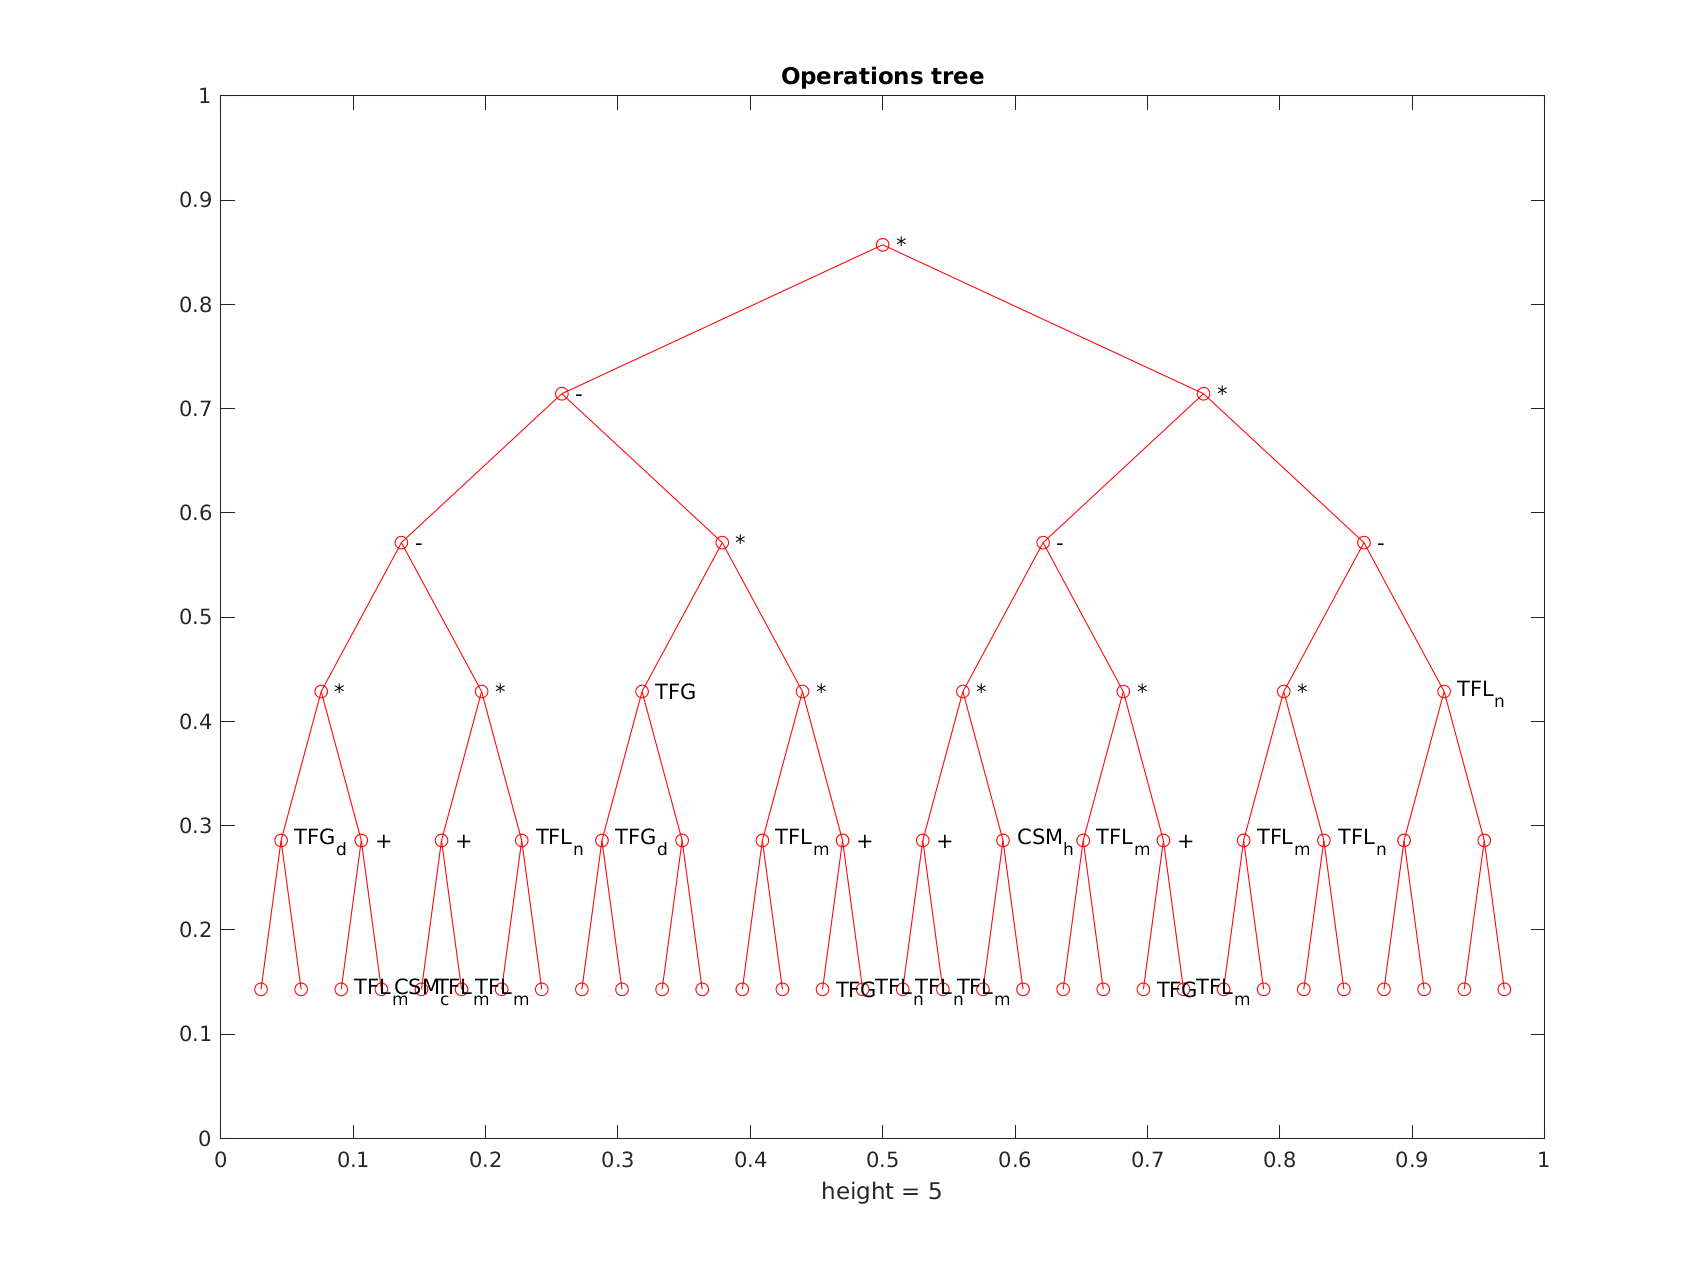 Operations tree
1
*
0.9
0.8
- *
0.7
0.6
- * - -
0.5
* * TFG * * * * TFL_n
0.4
0.3
TFG_d + + TFL_n TFG_d TFL_m + + CSM_h TFL_m + TFL_m TFL_n
0.2
TFL_m CSM_c TFL_m TFL_m TFG TFL_n TFL_n TFL_m TFG TFL_m
0.1
0
0 0.1 0.2 0.3 0.4 0.5 0.6 0.7 0.8 0.9 1
height = 5